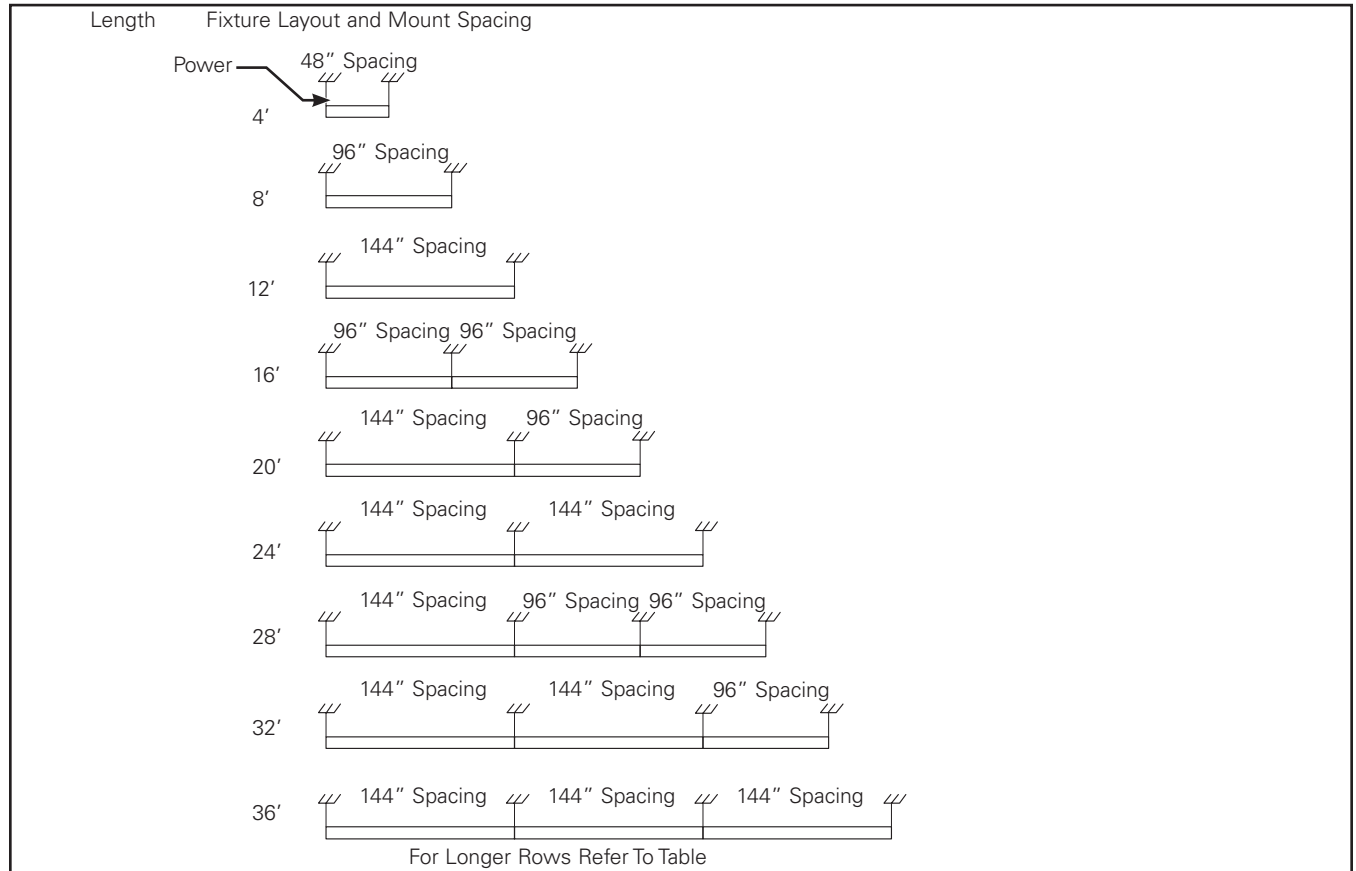 Length Fixture Layout and Mount Spacing
Power 48" Spacing
4'
96" Spacing
8'
144" Spacing
12'
96" Spacing 96" Spacing
16'
144" Spacing 96" Spacing
20'
144" Spacing 144" Spacing
24'
144" Spacing 96" Spacing 96" Spacing
28'
144" Spacing 144" Spacing 96" Spacing
32'
144" Spacing 144" Spacing 144" Spacing
36'
For Longer Rows Refer To Table